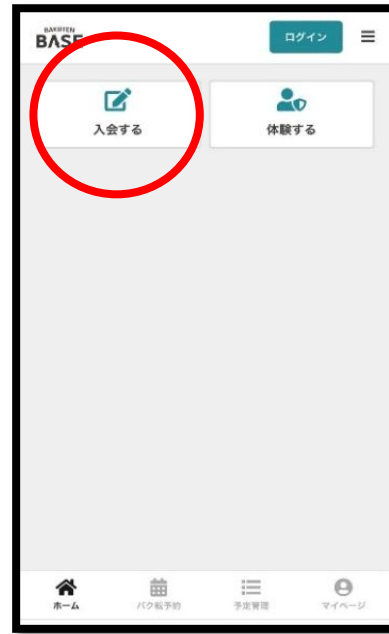 BAKUTEN
BASE
ログイン
入会する
体験する
ホーム
バク転予約
予定管理
マイページ